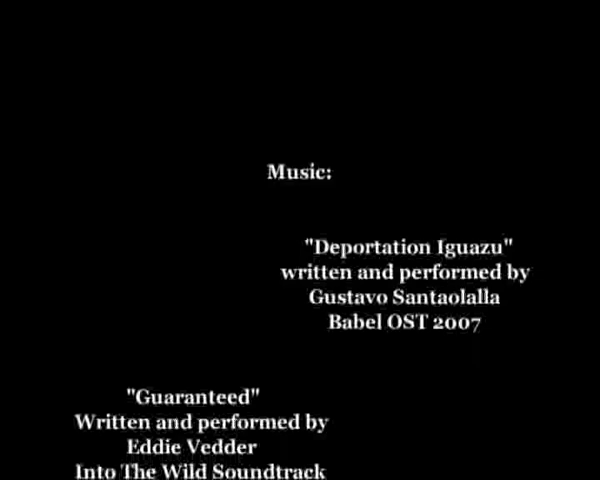 Music:
"Deportation Iguazu"
written and performed by
Gustavo Santaolalla
Babel OST 2007
"Guaranteed"
Written and performed by
Eddie Vedder
Into The Wild Soundtrack